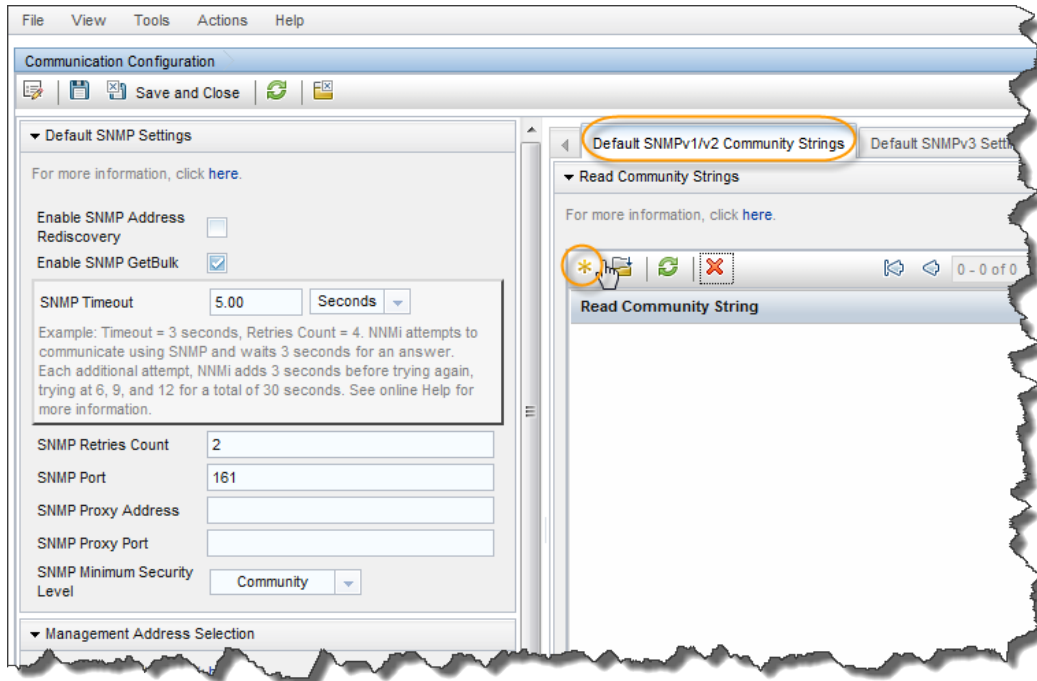 File View Tools Actions Help
Communication Configuration
Save and Close
Default SNMP Settings
For more information, click here.
Enable SNMP Address
Rediscovery
Enable SNMP GetBulk
SNMP Timeout 5.00 Seconds
Example: Timeout = 3 seconds, Retries Count = 4. NNMi attempts to
communicate using SNMP and waits 3 seconds for an answer.
Each additional attempt, NNMi adds 3 seconds before trying again,
trying at 6, 9, and 12 for a total of 30 seconds. See online Help for
more information.
SNMP Retries Count 2
SNMP Port 161
SNMP Proxy Address
SNMP Proxy Port
SNMP Minimum Security
Level Community
Management Address Selection
Default SNMPv1/v2 Community Strings Default SNMPv3
Read Community Strings
For more information, click here.
0 - 0 of 0
Read Community String